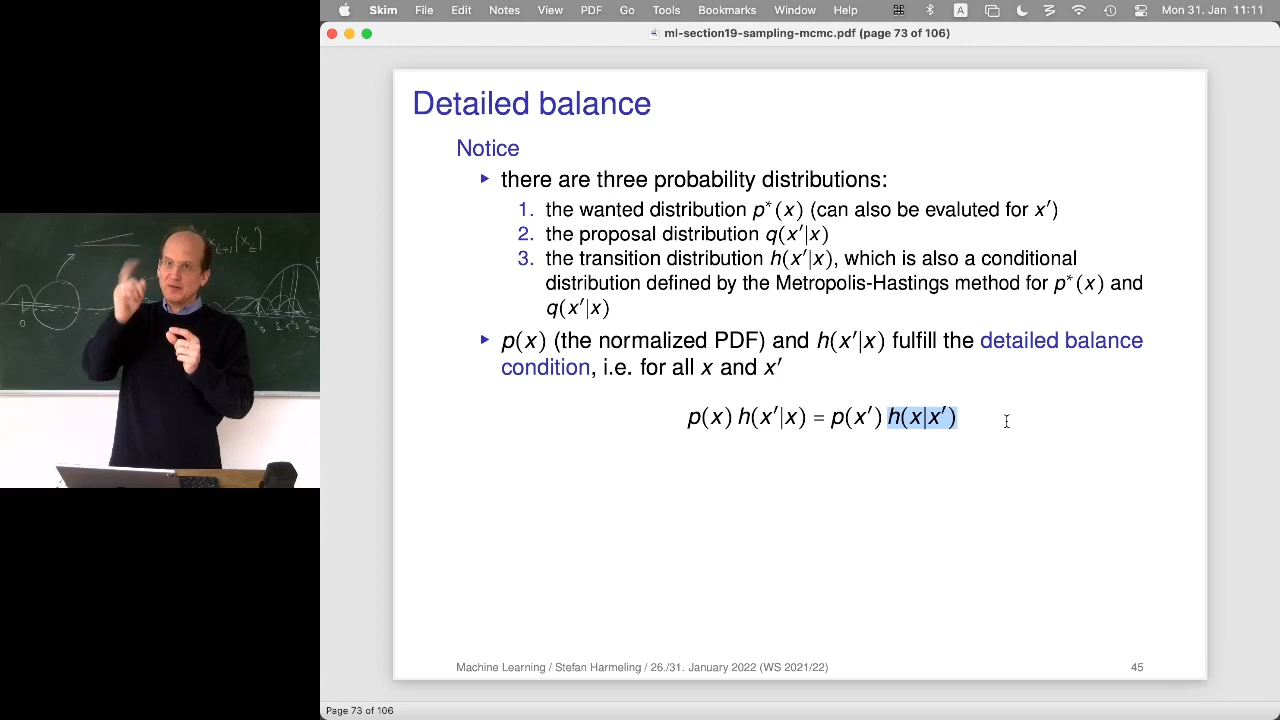 Skim File Edit Notes View PDF Go Tools Bookmarks Window Help A Mon 31. Jan 11:11
ml-section19-sampling-mcmc.pdf (page 73 of 106)
Detailed balance
Notice
▶ there are three probability distributions:
1. the wanted distribution p*(x) (can also be evaluted for x′)
2. the proposal distribution q(x′|x)
3. the transition distribution h(x′|x), which is also a conditional
distribution defined by the Metropolis-Hastings method for p*(x) and
q(x′|x)
▶ p(x) (the normalized PDF) and h(x′|x) fulfill the detailed balance
condition, i.e. for all x and x′
p(x) h(x′|x) = p(x′) h(x|x′)
Machine Learning / Stefan Harmeling / 26./31. January 2022 (WS 2021/22) 45
Page 73 of 106
0